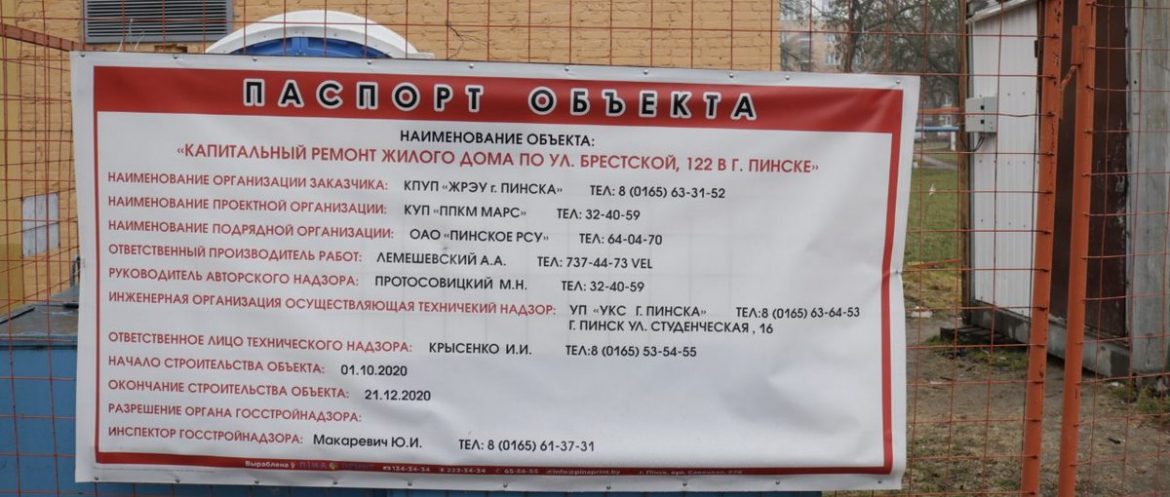 ПАСПОРТ ОБЪЕКТА
НАИМЕНОВАНИЕ ОБЪЕКТА:
«КАПИТАЛЬНЫЙ РЕМОНТ ЖИЛОГО ДОМА ПО УЛ. БРЕСТСКОЙ, 122 В Г. ПИНСКЕ»
НАИМЕНОВАНИЕ ОРГАНИЗАЦИИ ЗАКАЗЧИКА: КПУП «ЖРЭУ г. ПИНСКА» ТЕЛ: 8 (0165) 63-31-52
НАИМЕНОВАНИЕ ПРОЕКТНОЙ ОРГАНИЗАЦИИ: КУП «ППКМ МАРС» ТЕЛ: 32-40-59
НАИМЕНОВАНИЕ ПОДРЯДНОЙ ОРГАНИЗАЦИИ: ОАО «ПИНСКОЕ РСУ» ТЕЛ: 64-04-70
ОТВЕТСТВЕННЫЙ ПРОИЗВОДИТЕЛЬ РАБОТ: ЛЕМЕШЕВСКИЙ А.А. ТЕЛ: 737-44-73 VEL
РУКОВОДИТЕЛЬ АВТОРСКОГО НАДЗОРА: ПРОТОСОВИЦКИЙ М.Н. ТЕЛ: 32-40-59
ИНЖЕНЕРНАЯ ОРГАНИЗАЦИЯ ОСУЩЕСТВЛЯЮЩАЯ ТЕХНИЧЕКИЙ НАДЗОР: УП «УКС Г. ПИНСКА» ТЕЛ:8 (0165) 63-64-53
Г. ПИНСК УЛ. СТУДЕНЧЕСКАЯ , 16
ОТВЕТСТВЕННОЕ ЛИЦО ТЕХНИЧЕСКОГО НАДЗОРА: КРЫСЕНКО И.И. ТЕЛ:8 (0165) 53-54-55
НАЧАЛО СТРОИТЕЛЬСТВА ОБЪЕКТА: 01.10.2020
ОКОНЧАНИЕ СТРОИТЕЛЬСТВА ОБЪЕКТА: 21.12.2020
РАЗРЕШЕНИЕ ОРГАНА ГОССТРОЙНАДЗОРА:
ИНСПЕКТОР ГОССТРОЙНАДЗОРА: Макаревич Ю.И. ТЕЛ: 8 (0165) 61-37-31
Выраблена